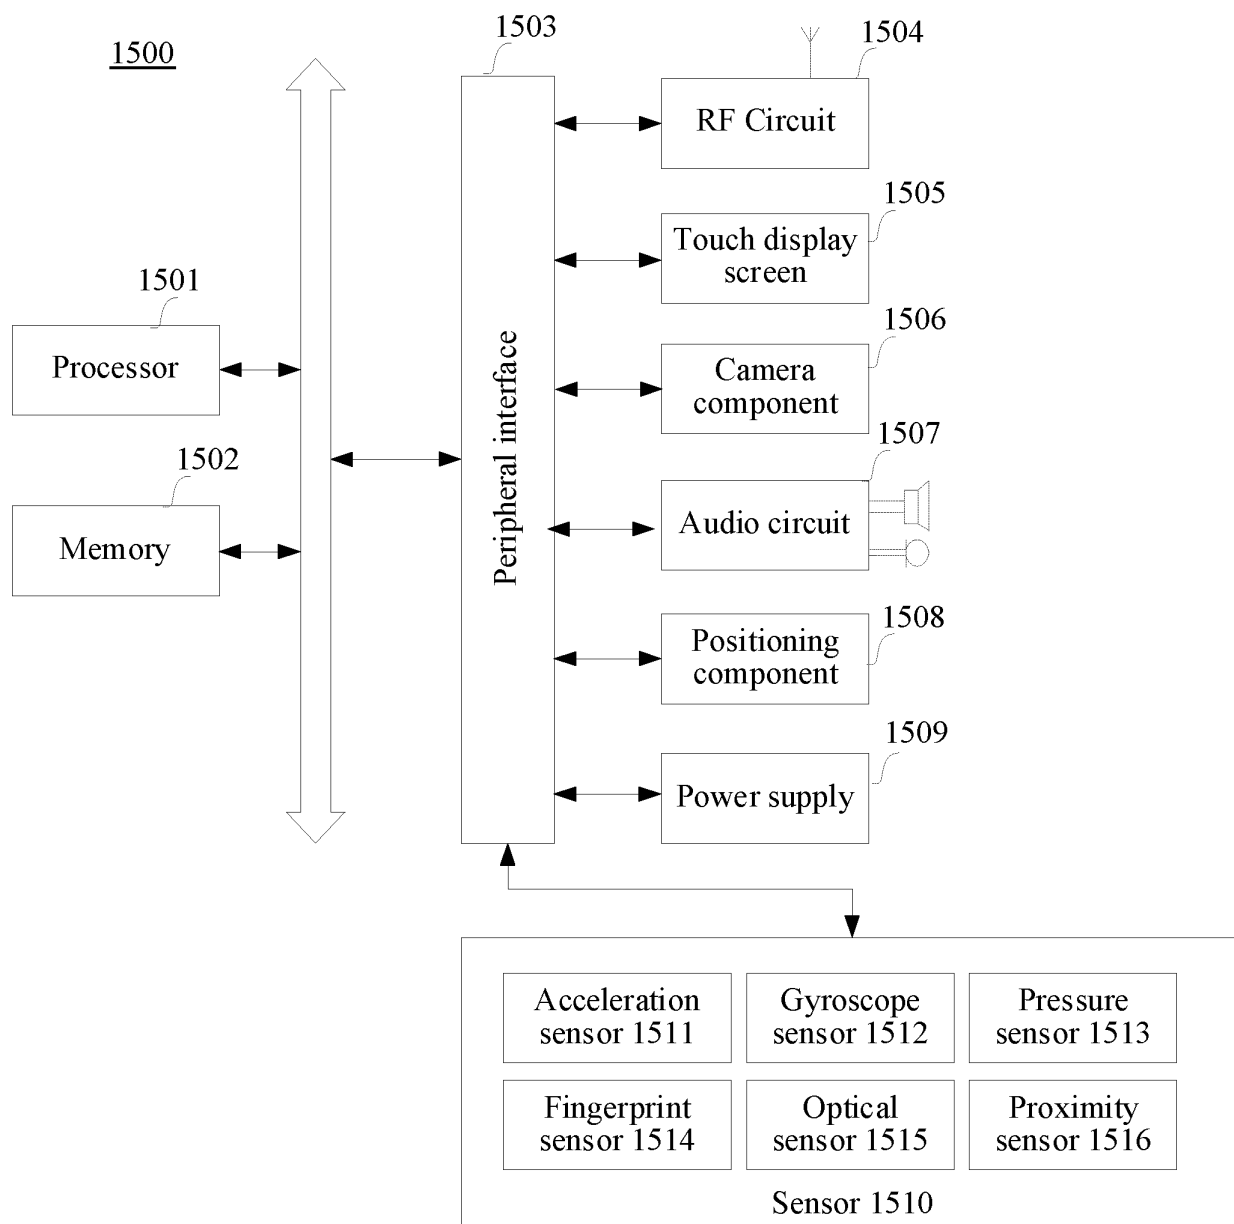 1500
1503
1504
RF Circuit
1505
Touch display
screen
1501
Processor
1506
Camera
component
1502
Memory
Peripheral interface
1507
Audio circuit
1508
Positioning
component
1509
Power supply
Acceleration
sensor 1511
Gyroscope
sensor 1512
Pressure
sensor 1513
Fingerprint
sensor 1514
Optical
sensor 1515
Proximity
sensor 1516
Sensor 1510